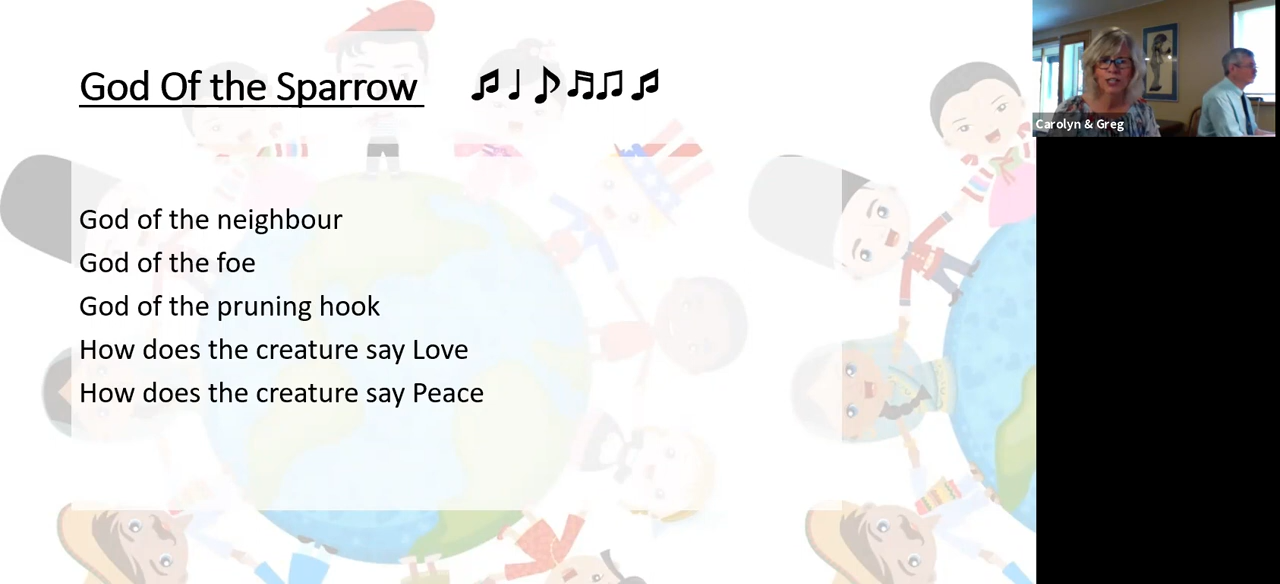 God Of the Sparrow
God of the neighbour
God of the foe
God of the pruning hook
How does the creature say Love
How does the creature say Peace
Carolyn & Greg